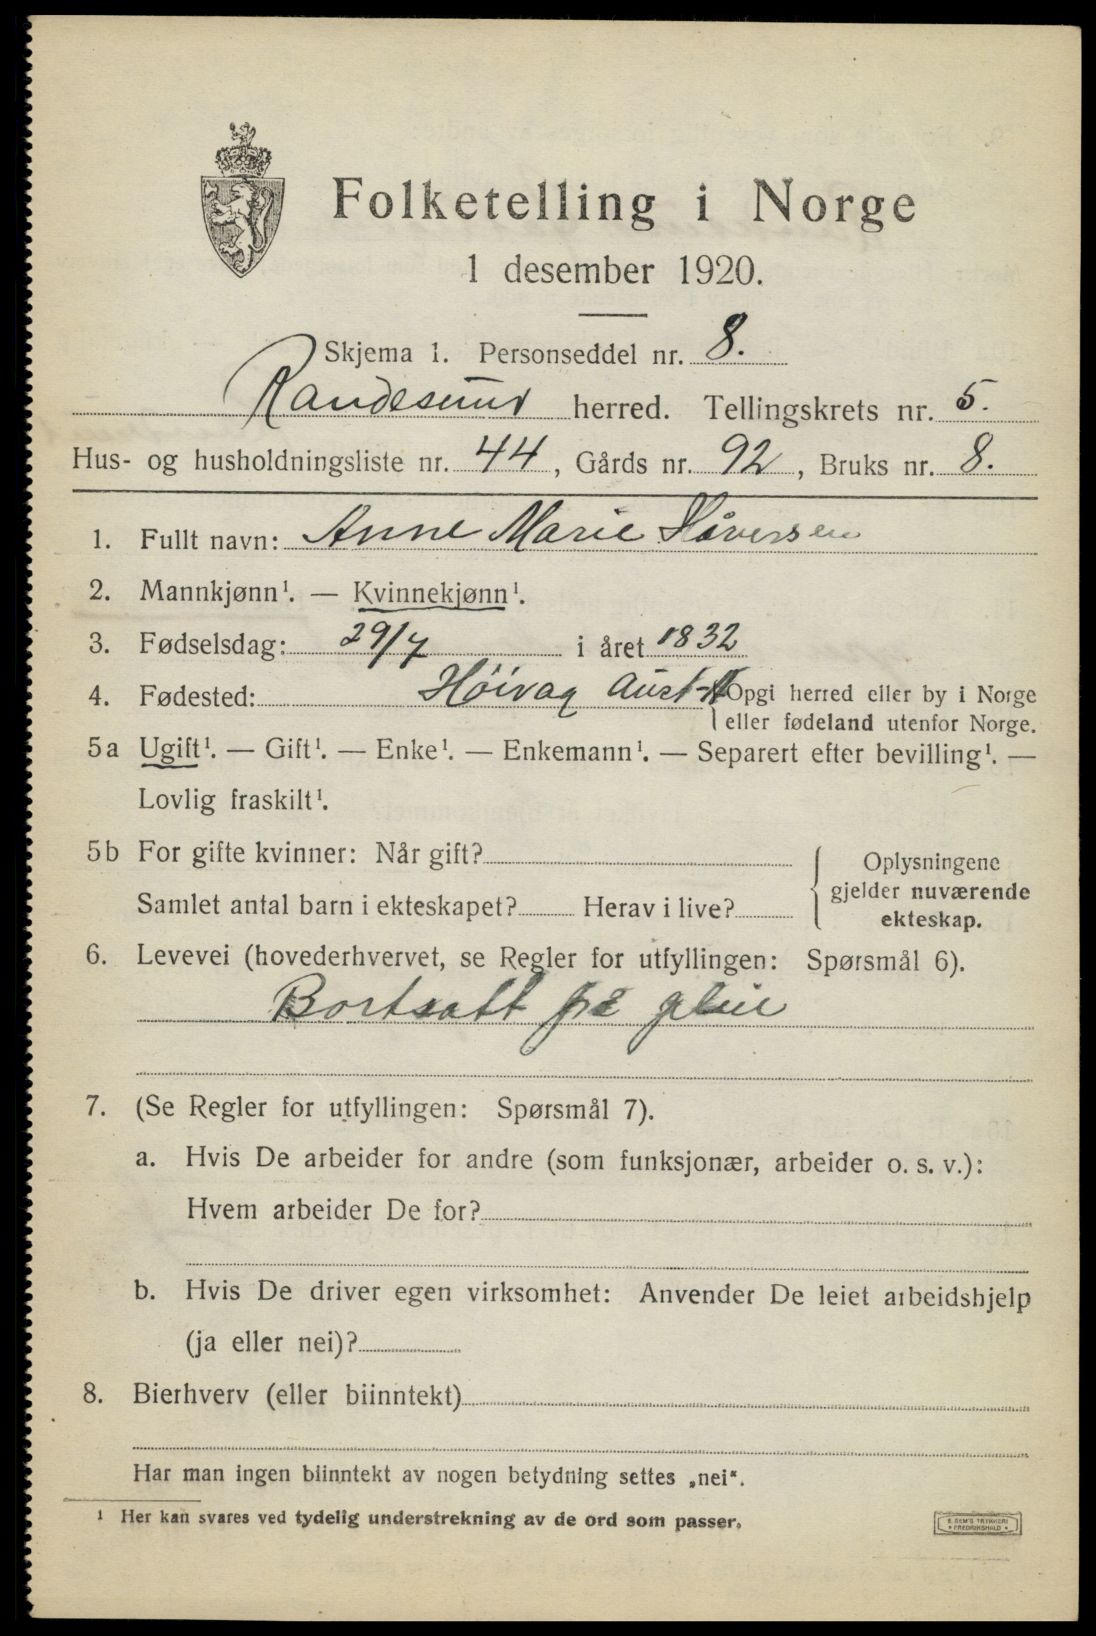 Folketelling i Norge
1 desember 1920.
Skjema 1. Personseddel nr. 8.
Randesund herred. Tellingskrets nr. 5.
Hus- og husholdningsliste nr. 44, Gårds nr. 92, Bruks nr. 8.
1. Fullt navn: Anne Marie Håversen
2. Mannkjønn¹. — Kvinnekjønn¹.
3. Fødselsdag: 29/7 i året 1832
4. Fødested: Höivag Aust-A Opgi herred eller by i Norge
eller fødeland utenfor Norge.
5a Ugift¹. — Gift¹. — Enke¹. — Enkemann¹. — Separert efter bevilling¹. —
Lovlig fraskilt¹.
5b For gifte kvinner: Når gift?
Samlet antal barn i ekteskapet? Herav i live?
Oplysningene
gjelder nuværende
ekteskap.
6. Levevei (hovederhvervet, se Regler for utfyllingen: Spørsmål 6).
Bortsatt på
7. (Se Regler for utfyllingen: Spørsmål 7).
a. Hvis De arbeider for andre (som funksjonær, arbeider o. s. v.):
Hvem arbeider De for?
b. Hvis De driver egen virksomhet: Anvender De leiet arbeidshjelp
(ja eller nei)?
8. Bierhverv (eller biinntekt)
Har man ingen biinntekt av nogen betydning settes „nei“.
¹ Her kan svares ved tydelig understrekning av de ord som passer.
E. SEM'S TRYKKERI
• FREDRIKSHALD •